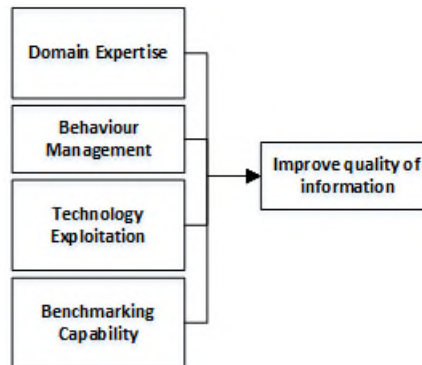 Domain Expertise
Behaviour
Management
Technology
Exploitation
Benchmarking
Capability
Improve quality of
information